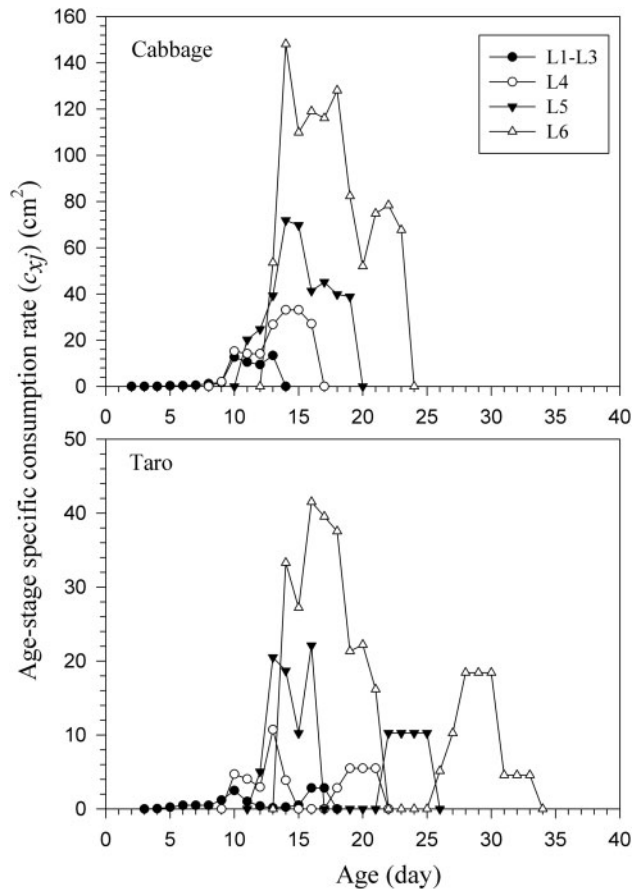 Age-stage specific consumption rate (cxj) (cm2)
160
140
120
100
80
60
40
20
0
Cabbage
L1-L3
L4
L5
L6
0 5 10 15 20 25 30 35 40
50
40
30
20
10
0
Taro
0 5 10 15 20 25 30 35 40
Age (day)